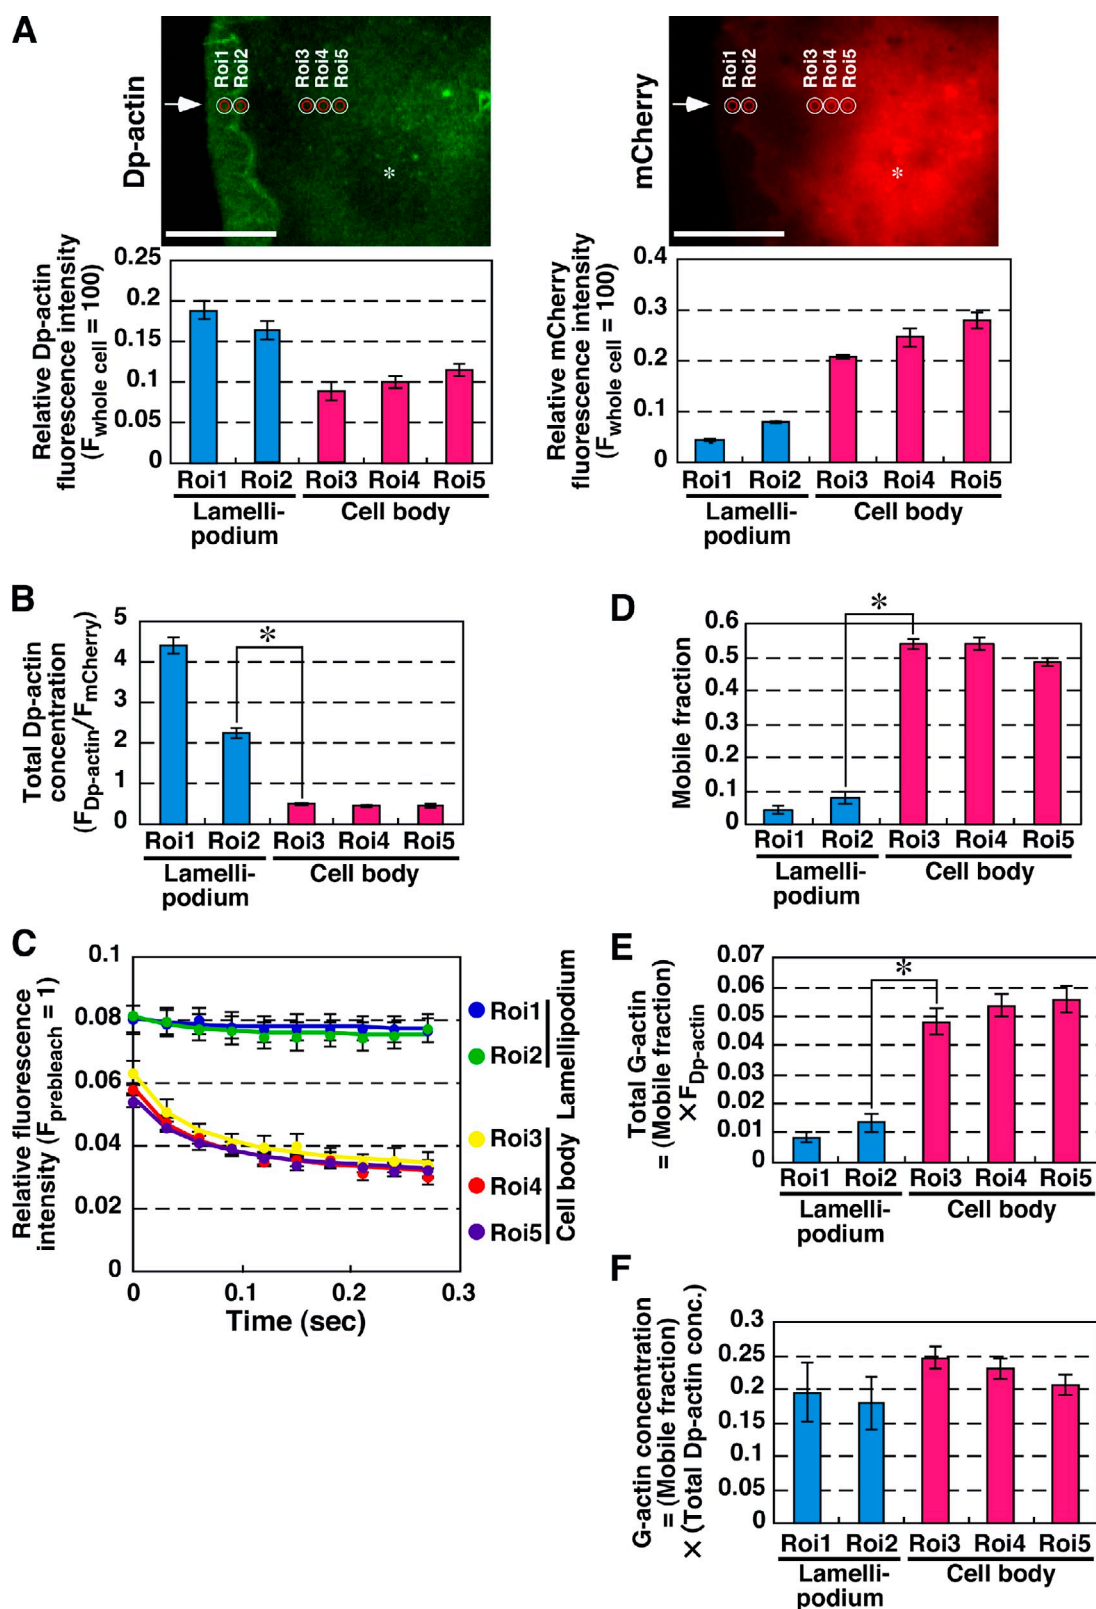 A
Dp-actin
Roi1
Roi2
Roi3
Roi4
Roi5
*
mCherry
Roi1
Roi2
Roi3
Roi4
Roi5
*
Relative Dp-actin
fluorescence intensity
(Fwhole cell = 100)
0.25
0.2
0.15
0.1
0.05
0
Roi1 Roi2 Roi3 Roi4 Roi5
Lamelli-
podium
Cell body
Relative mCherry
fluorescence intensity
(Fwhole cell = 100)
0.4
0.3
0.2
0.1
0
Roi1 Roi2 Roi3 Roi4 Roi5
Lamelli-
podium
Cell body
B
Total Dp-actin
concentration
(FDp-actin/FmCherry)
5
4
3
2
1
0
*
Roi1 Roi2 Roi3 Roi4 Roi5
Lamelli-
podium
Cell body
C
Relative fluorescence
intensity (Fprebleach = 1)
0.1
0.08
0.06
0.04
0.02
0
0 0.1 0.2 0.3
Time (sec)
Roi1
Roi2
Lamellipodium
Roi3
Roi4
Roi5
Cell body
D
Mobile fraction
0.6
0.5
0.4
0.3
0.2
0.1
0
*
Roi1 Roi2 Roi3 Roi4 Roi5
Lamelli-
podium
Cell body
E
Total G-actin
= (Mobile fraction)
× FDp-actin
0.07
0.06
0.05
0.04
0.03
0.02
0.01
0
*
Roi1 Roi2 Roi3 Roi4 Roi5
Lamelli-
podium
Cell body
F
G-actin concentration
= (Mobile fraction)
× (Total Dp-actin conc.)
0.3
0.25
0.2
0.15
0.1
0.05
0
Roi1 Roi2 Roi3 Roi4 Roi5
Lamelli-
podium
Cell body